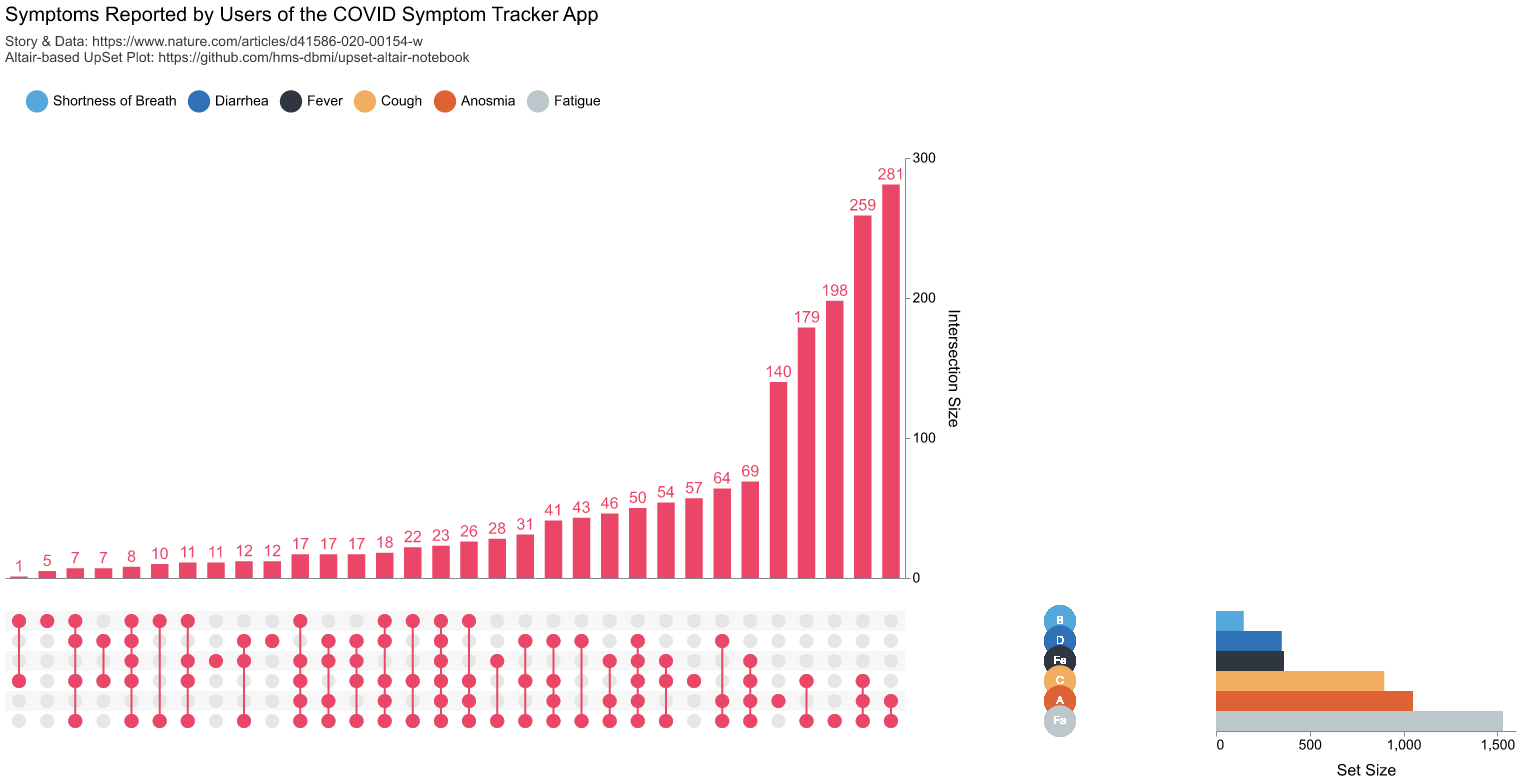 Symptoms Reported by Users of the COVID Symptom Tracker App
Story & Data: https://www.nature.com/articles/d41586-020-00154-w
Altair-based UpSet Plot: https://github.com/hms-dbmi/upset-altair-notebook
Shortness of Breath Diarrhea Fever Cough Anosmia Fatigue
300
281
259
200
198
179
140
Intersection Size
100
1 5 7 7 8 10 11 11 12 12 17 17 17 18 22 23 26 28 31 41 43 46 50 54 57 64 69
0
B
D
Fe
C
A
Fa
0 500 1,000 1,500
Set Size